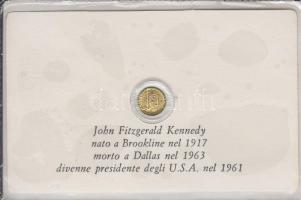 John Fitzgerald Kennedy
nato a Brookline nel 1917
morto a Dallas nel 1963
divenne presidente degli U.S.A. nel 1961